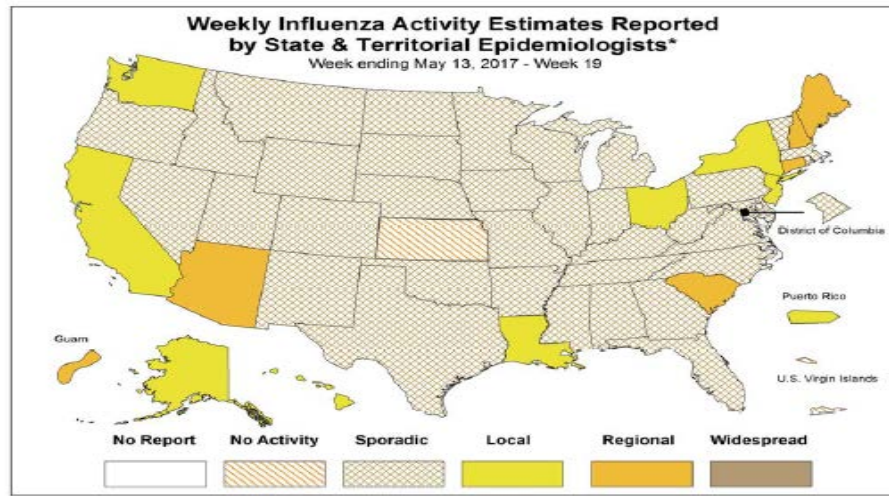 Weekly Influenza Activity Estimates Reported
by State & Territorial Epidemiologists*
Week ending May 13, 2017 - Week 19
District of Columbia
Puerto Rico
Guam
U.S. Virgin Islands
No Report No Activity Sporadic Local Regional Widespread